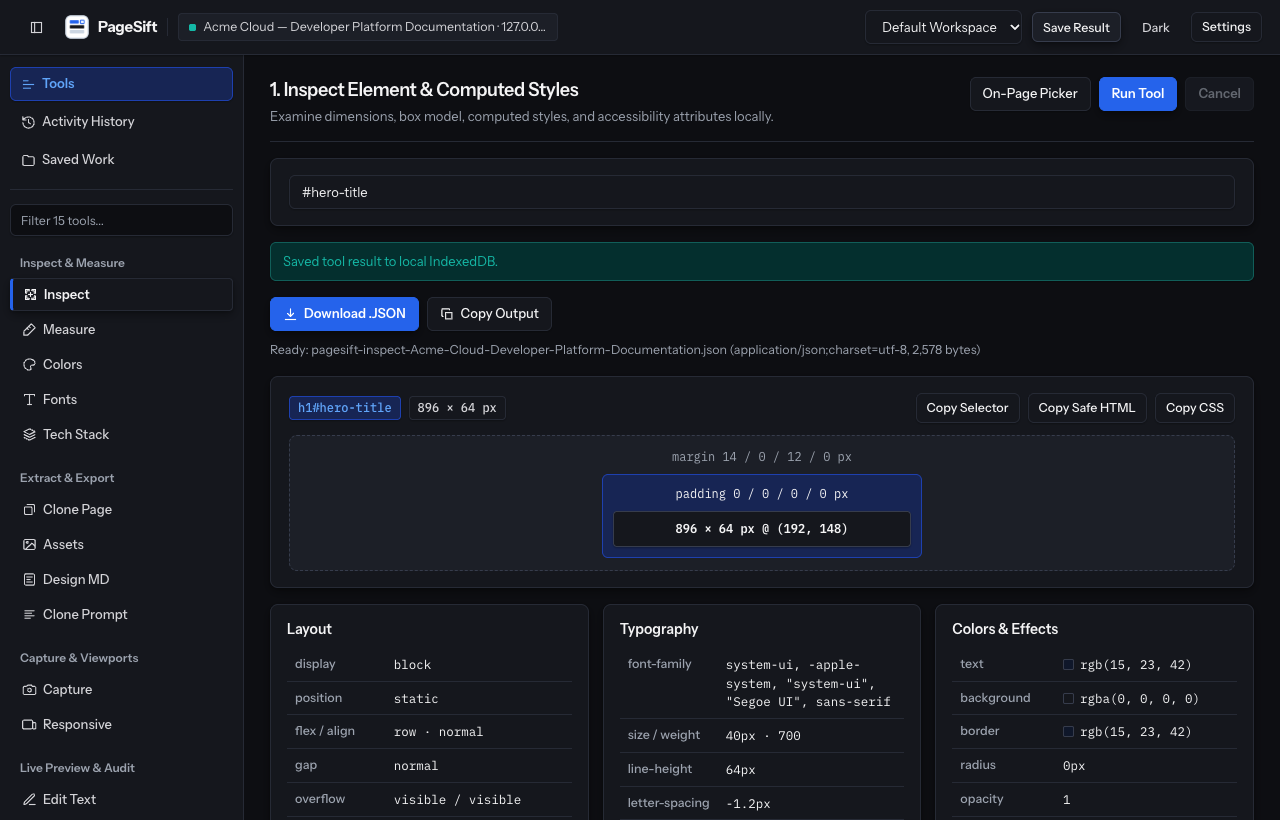 PageSift
Acme Cloud — Developer Platform Documentation · 127.0.0...
Default Workspace
Save Result
Dark
Settings
Tools
Activity History
Saved Work
Filter 15 tools...
Inspect & Measure
Inspect
Measure
Colors
Fonts
Tech Stack
Extract & Export
Clone Page
Assets
Design MD
Clone Prompt
Capture & Viewports
Capture
Responsive
Live Preview & Audit
Edit Text
1. Inspect Element & Computed Styles
Examine dimensions, box model, computed styles, and accessibility attributes locally.
On-Page Picker
Run Tool
Cancel
#hero-title
Saved tool result to local IndexedDB.
Download .JSON
Copy Output
Ready: pagesift-inspect-Acme-Cloud-Developer-Platform-Documentation.json (application/json;charset=utf-8, 2,578 bytes)
h1#hero-title
896 × 64 px
Copy Selector
Copy Safe HTML
Copy CSS
margin 14 / 0 / 12 / 0 px
padding 0 / 0 / 0 / 0 px
896 × 64 px @ (192, 148)
Layout
display block
position static
flex / align row · normal
gap normal
overflow visible / visible
Typography
font-family system-ui, -apple-
system, "system-ui",
"Segoe UI", sans-serif
size / weight 40px · 700
line-height 64px
letter-spacing -1.2px
Colors & Effects
text rgb(15, 23, 42)
background rgba(0, 0, 0, 0)
border rgb(15, 23, 42)
radius 0px
opacity 1